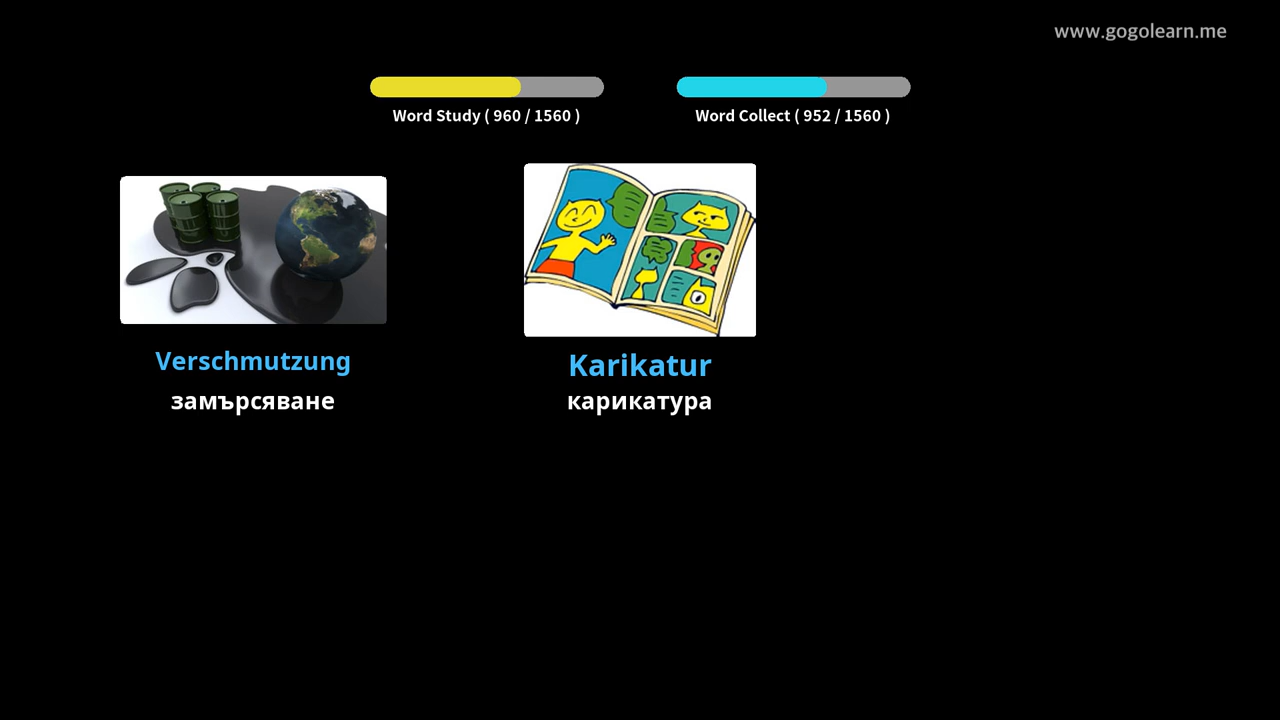 www.gogolearn.me
Word Study ( 960 / 1560 )
Word Collect ( 952 / 1560 )
Verschmutzung
замърсяване
Karikatur
карикатура